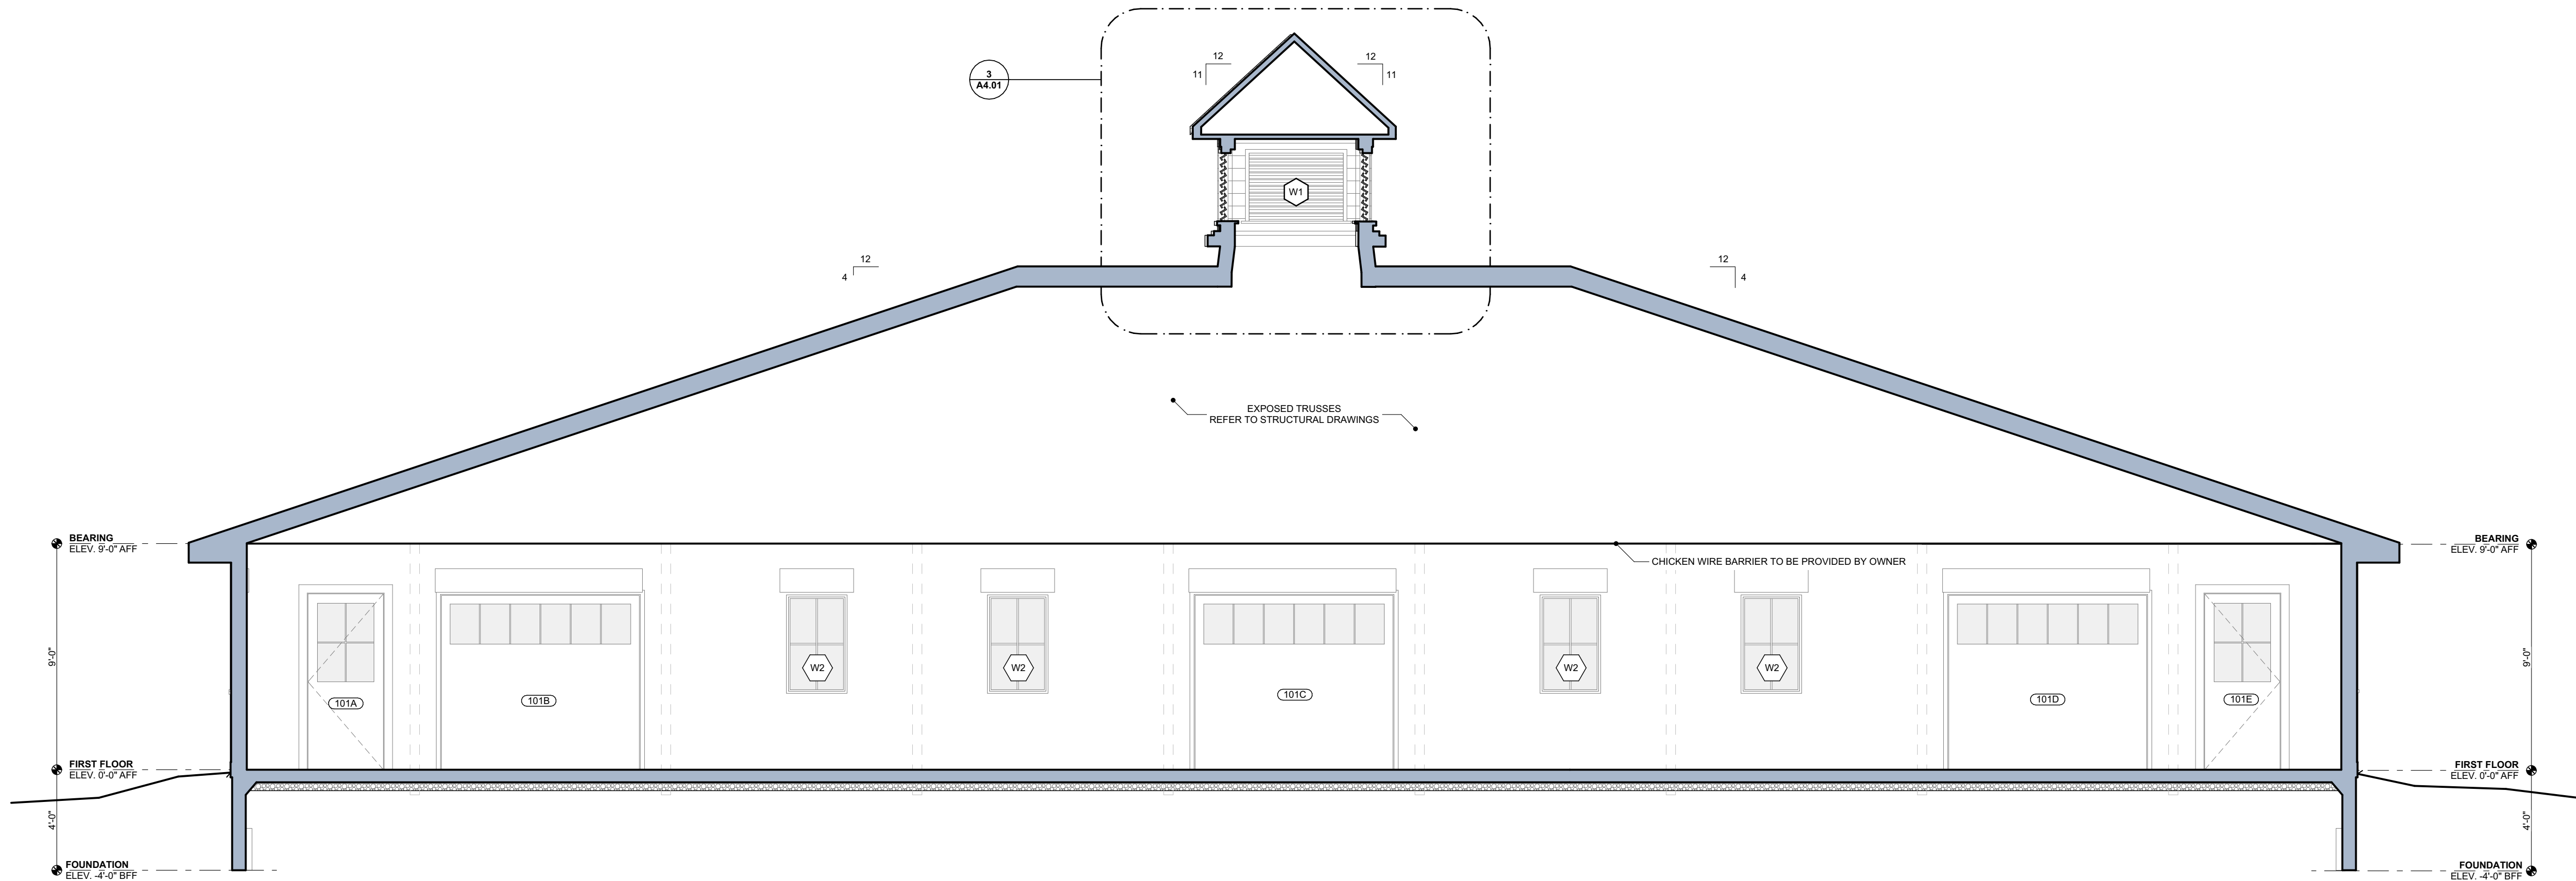 3
A4.01
12
11
12
11
W1
12
4
12
4
EXPOSED TRUSSES
REFER TO STRUCTURAL DRAWINGS
BEARING
ELEV. 9'-0" AFF
BEARING
ELEV. 9'-0" AFF
CHICKEN WIRE BARRIER TO BE PROVIDED BY OWNER
9'-0"
9'-0"
W2
W2
W2
W2
101A
101B
101C
101D
101E
FIRST FLOOR
ELEV. 0'-0" AFF
FIRST FLOOR
ELEV. 0'-0" AFF
4'-0"
4'-0"
FOUNDATION
ELEV. -4'-0" BFF
FOUNDATION
ELEV. -4'-0" BFF